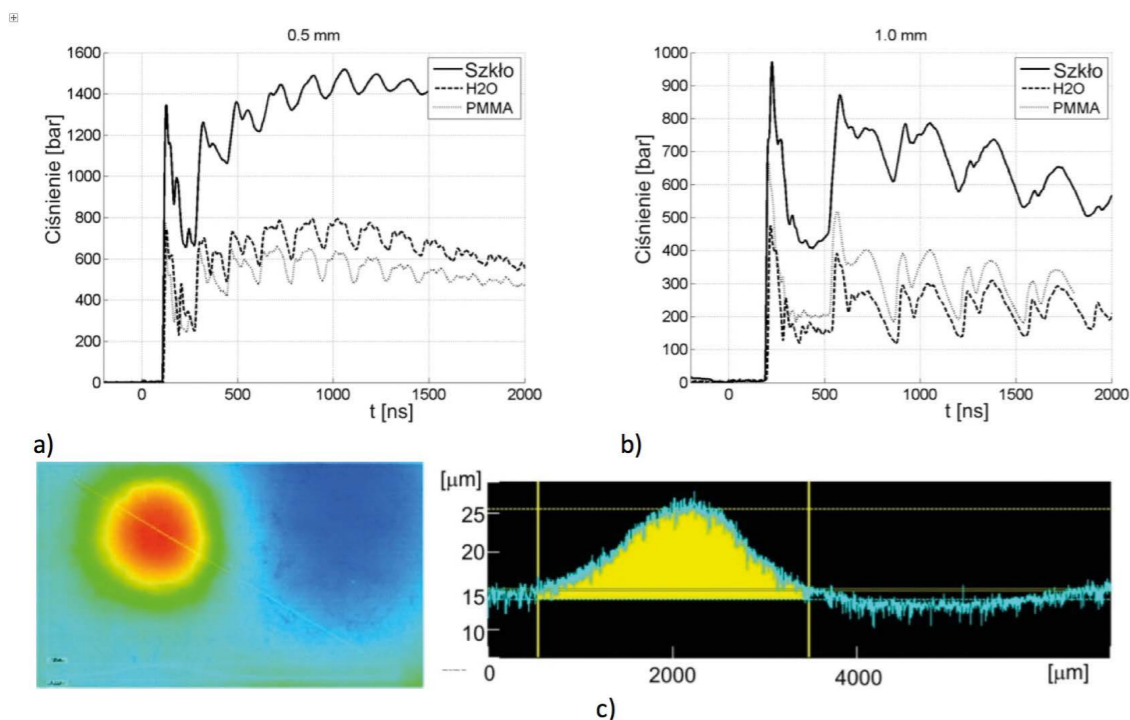 0.5 mm
1600
1400
1200
1000
800
600
400
200
0
Ciśnienie [bar]
Szkło
H2O
PMMA
0 500 1000 1500 2000
t [ns]
a)
1.0 mm
1000
900
800
700
600
500
400
300
200
100
0
Ciśnienie [bar]
Szkło
H2O
PMMA
0 500 1000 1500 2000
t [ns]
b)
[μm]
25
20
15
10
0 2000 4000 [μm]
c)